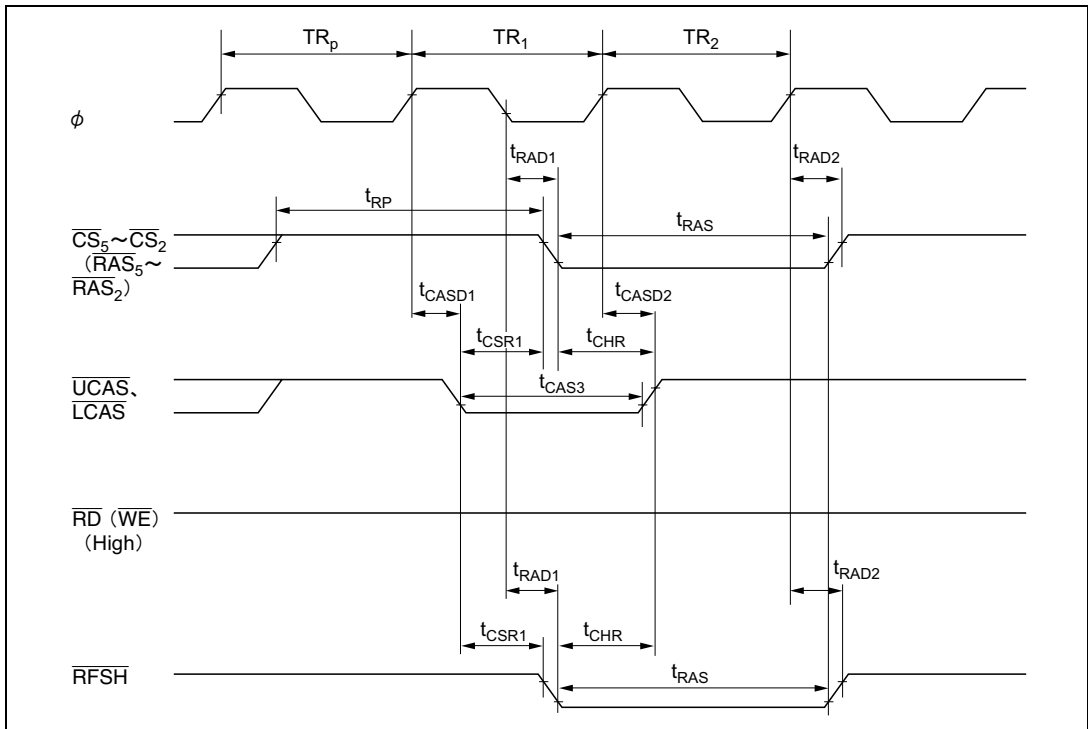 TRp TR1 TR2
φ
tRAD1 tRAD2
tRP
tRAS
CS5～CS2
（RAS5～
RAS2）
tCASD1 tCASD2
tCSR1 tCHR
tCAS3
UCAS、
LCAS
RD（WE）
（High）
tRAD1 tRAD2
tCSR1 tCHR
RFSH
tRAS